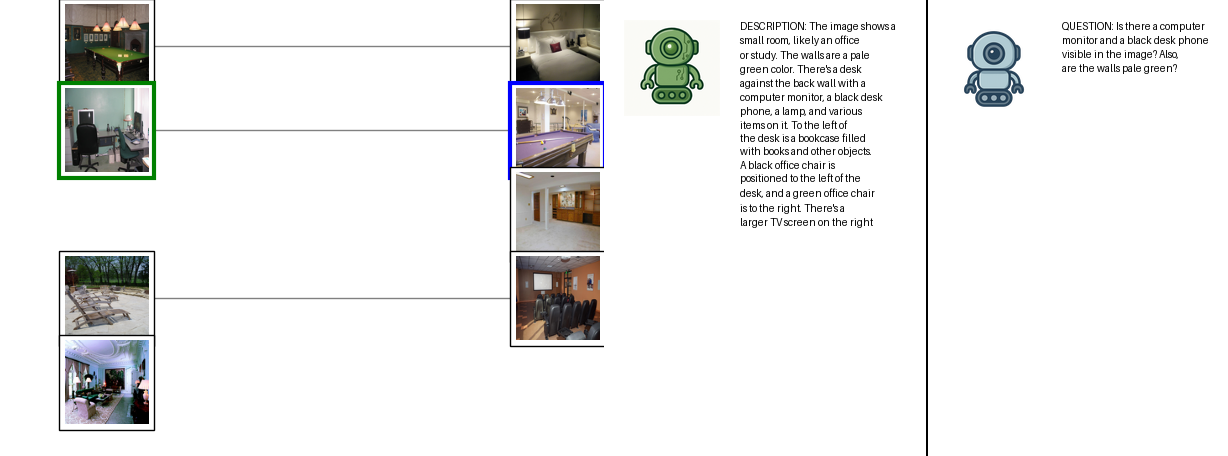 DESCRIPTION: The image shows a
small room, likely an office
or study. The walls are a pale
green color. There's a desk
against the back wall with a
computer monitor, a black desk
phone, a lamp, and various
items on it. To the left of
the desk is a bookcase filled
with books and other objects.
A black office chair is
positioned to the left of the
desk, and a green office chair
is to the right. There's a
larger TV screen on the right
QUESTION: Is there a computer
monitor and a black desk phone
visible in the image? Also,
are the walls pale green?